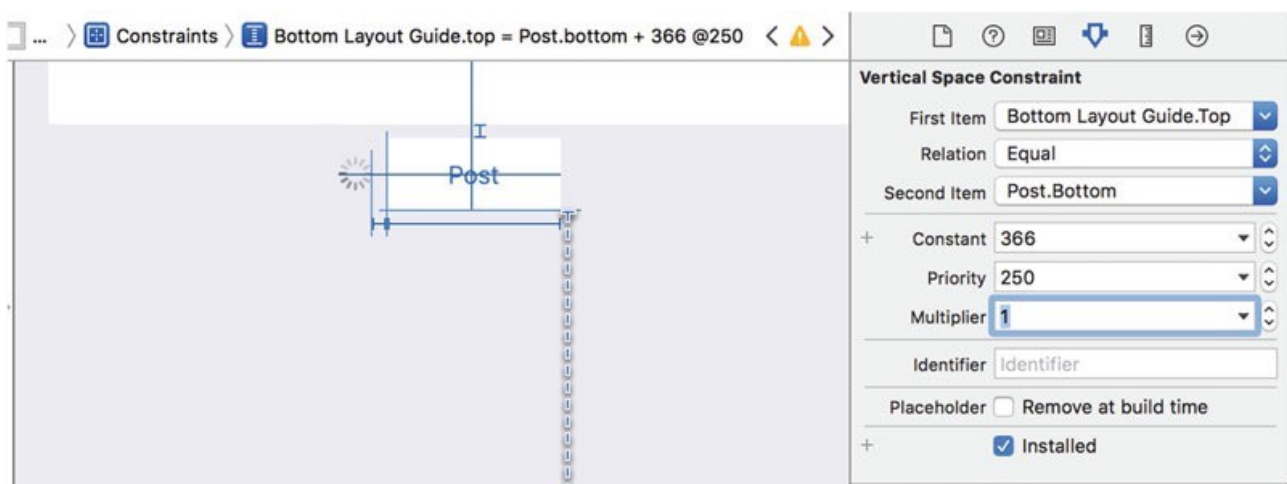 ... Constraints Bottom Layout Guide.top = Post.bottom + 366 @250
Post
Vertical Space Constraint
First Item Bottom Layout Guide.Top
Relation Equal
Second Item Post.Bottom
+ Constant 366
Priority 250
Multiplier 1
Identifier Identifier
Placeholder Remove at build time
+ Installed